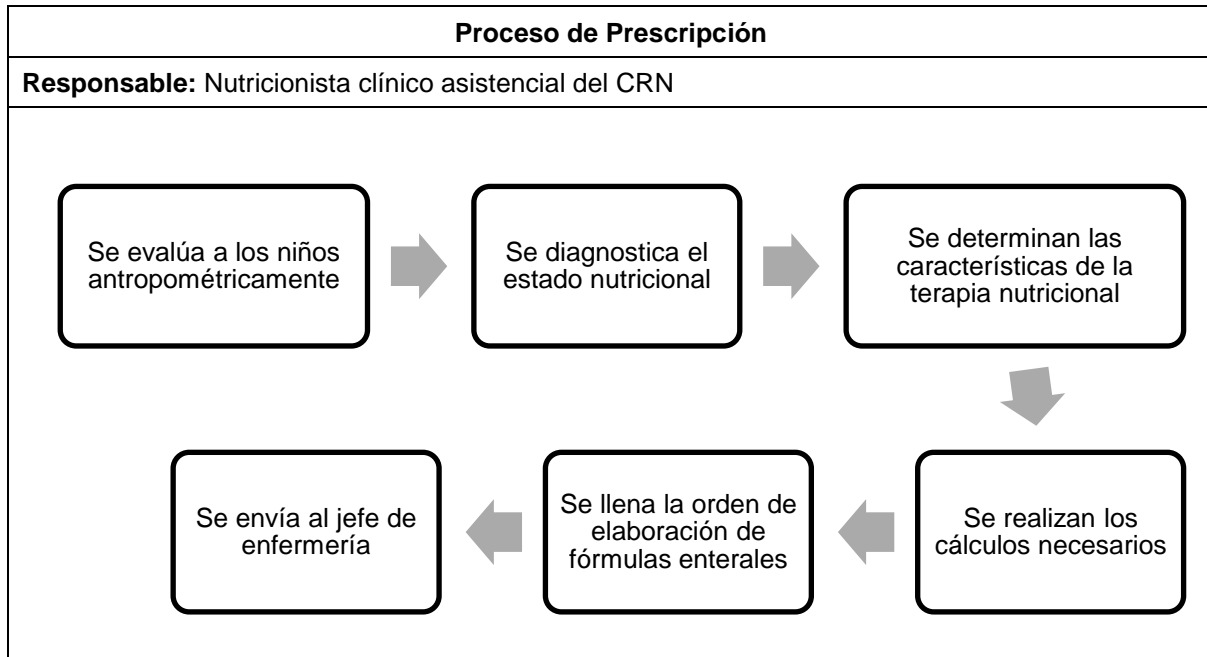 Proceso de Prescripción
Responsable: Nutricionista clínico asistencial del CRN
Se evalúa a los niños
antropométricamente
Se diagnostica el
estado nutricional
Se determinan las
características de la
terapia nutricional
Se realizan los
cálculos necesarios
Se llena la orden de
elaboración de
fórmulas enterales
Se envía al jefe de
enfermería